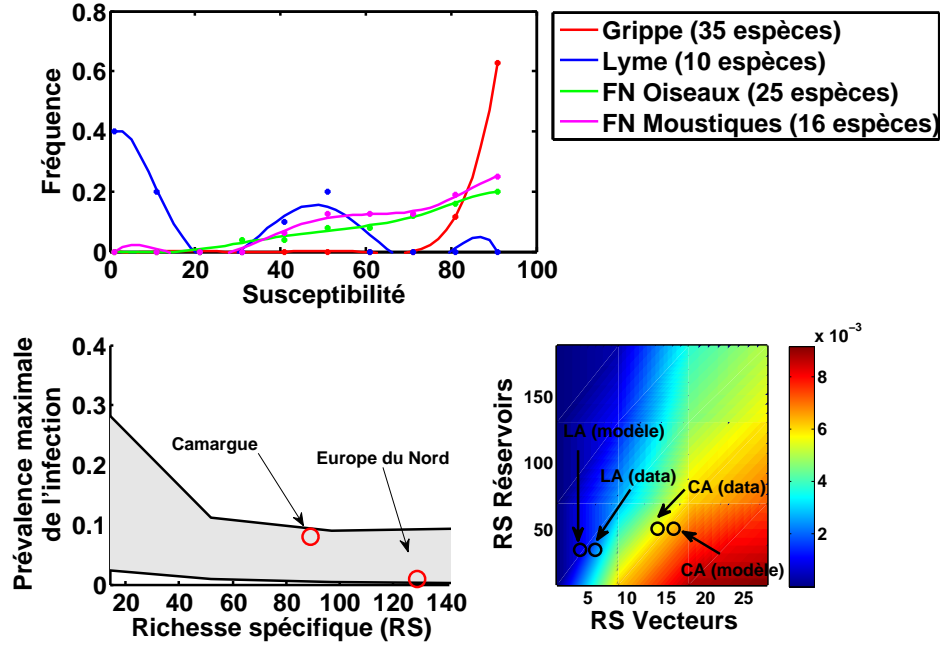 0.8
0.6
0.4
0.2
0
Fréquence
0 20 40 60 80 100
Susceptibilité
Grippe (35 espèces)
Lyme (10 espèces)
FN Oiseaux (25 espèces)
FN Moustiques (16 espèces)
Prévalence maximale
de l'infection
0.4
0.3
0.2
0.1
0
Camargue
Europe du Nord
20 40 60 80 100 120 140
Richesse spécifique (RS)
RS Réservoirs
150
100
50
LA (modèle)
LA (data)
CA (data)
CA (modèle)
5 10 15 20 25
RS Vecteurs
x 10⁻³
8
6
4
2